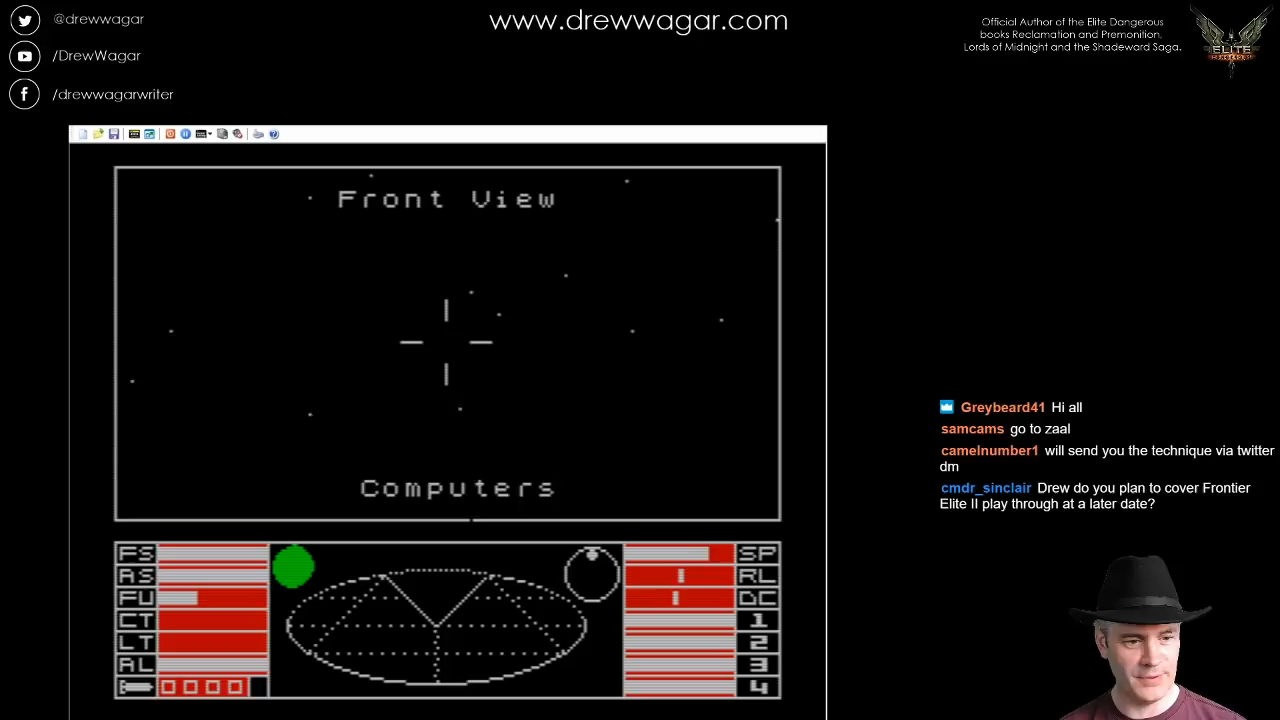 @drewwagar
/DrewWagar
/drewwagarwriter
www.drewwagar.com
Official Author of the Elite Dangerous
books Reclamation and Premonition.
Lords of Midnight and the Shadeward Saga.
ELITE
DANGEROUS
Front View
Computers
FS
AS
FU
CT
LT
AL
SP
RL
DC
1
2
3
4
Greybeard41 Hi all
samcams go to zaal
camelnumber1 will send you the technique via twitter
dm
cmdr_sinclair Drew do you plan to cover Frontier
Elite II play through at a later date?